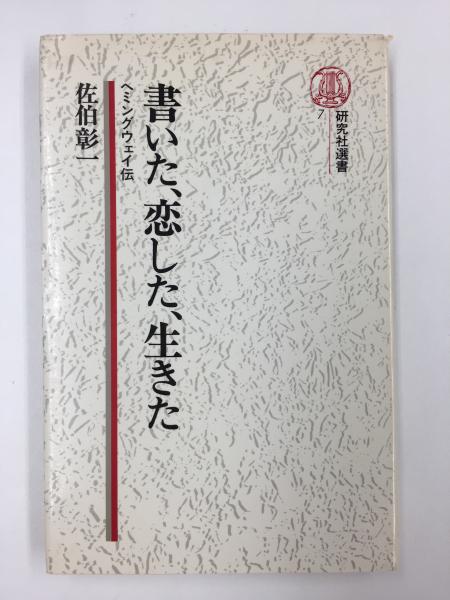 研究社選書
7
書いた、恋した、生きた
ヘミングウェイ伝
佐伯彰一